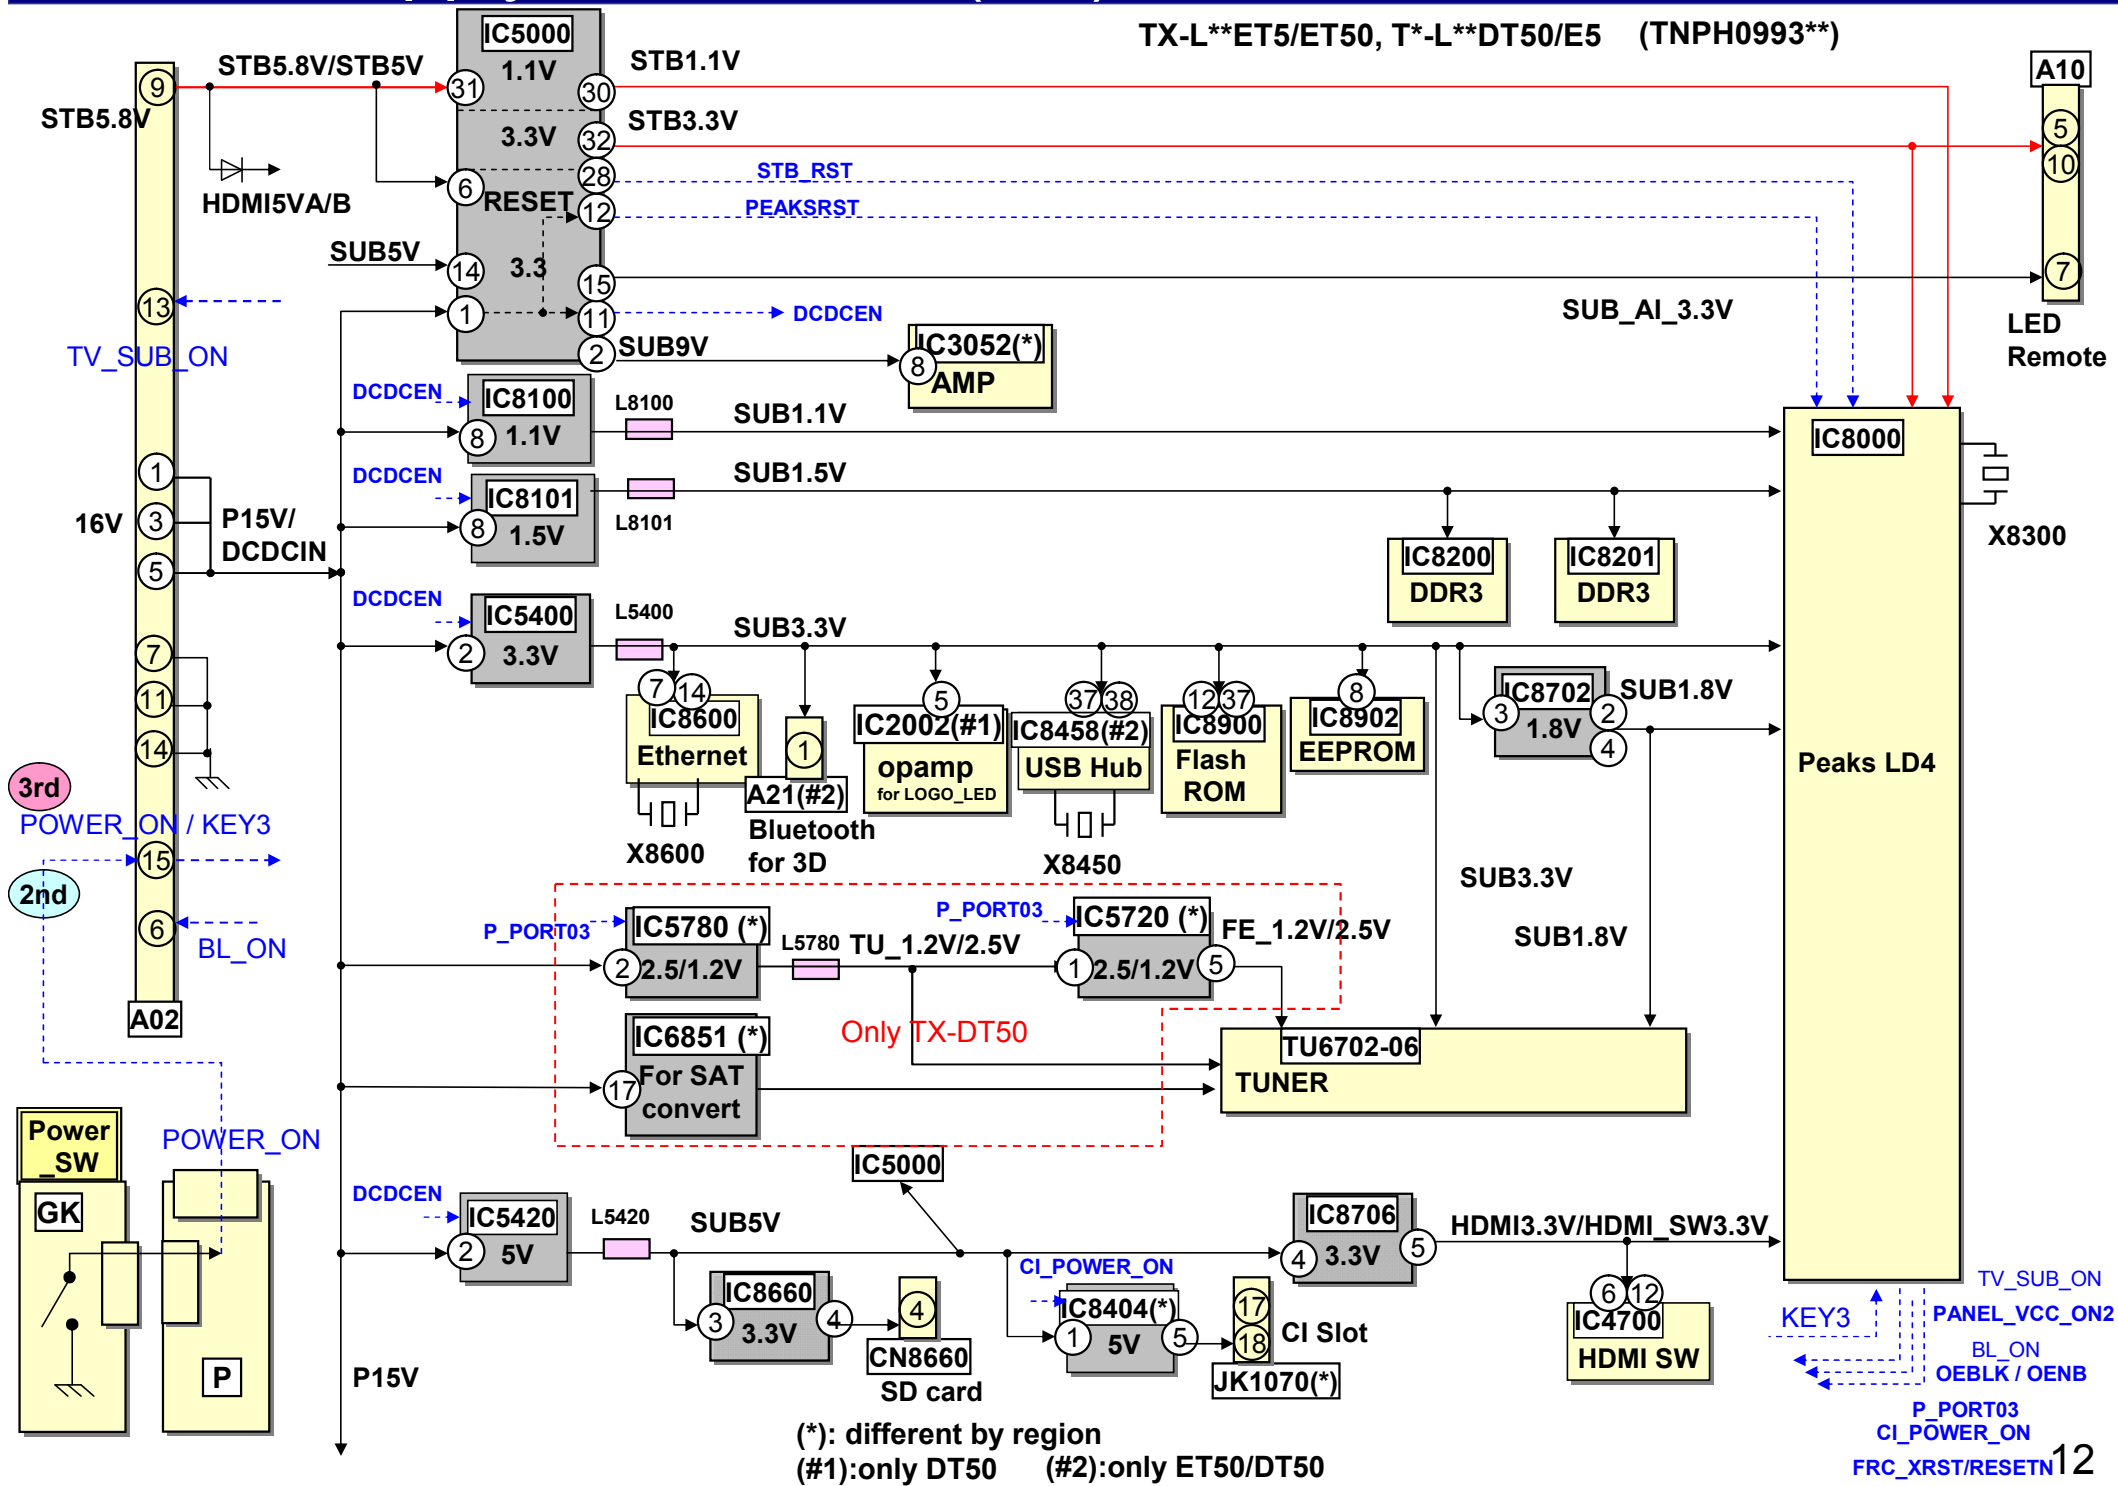 TX-L**ET5/ET50, T*-L**DT50/E5 (TNPH0993**)
IC5000
1.1V
3.3V
RESET
3.3
31
6
14
1
30
32
28
12
15
11
2
STB5.8V/STB5V
9
STB5.8V
HDMI5VA/B
SUB5V
STB1.1V
STB3.3V
STB_RST
PEAKSRST
SUB_AI_3.3V
DCDCEN
SUB9V
IC3052(*)
8
AMP
A10
5
10
7
LED
Remote
13
TV_SUB_ON
DCDCEN
IC8100
8
1.1V
L8100
SUB1.1V
DCDCEN
IC8101
8
1.5V
L8101
SUB1.5V
IC8200
DDR3
IC8201
DDR3
IC8000
Peaks LD4
X8300
1
3
5
16V
P15V/
DCDCIN
DCDCEN
IC5400
2
3.3V
L5400
SUB3.3V
7
11
14
7
14
IC8600
Ethernet
X8600
1
A21(#2)
Bluetooth
for 3D
5
IC2002(#1)
opamp
for LOGO_LED
37
38
IC8458(#2)
USB Hub
X8450
12
37
IC8900
Flash
ROM
8
IC8902
EEPROM
IC8702
3
1.8V
2
4
SUB1.8V
3rd
POWER_ON / KEY3
15
2nd
6
BL_ON
A02
P_PORT03
IC5780 (*)
2
2.5/1.2V
L5780
TU_1.2V/2.5V
P_PORT03
IC5720 (*)
1
2.5/1.2V
5
FE_1.2V/2.5V
SUB3.3V
SUB1.8V
Only TX-DT50
IC6851 (*)
17
For SAT
convert
TU6702-06
TUNER
Power
_SW
POWER_ON
GK
P
P15V
DCDCEN
IC5420
2
5V
L5420
SUB5V
IC5000
IC8660
3
3.3V
4
4
CN8660
SD card
CI_POWER_ON
IC8404(*)
1
5V
5
17
18
CI Slot
JK1070(*)
IC8706
4
3.3V
5
HDMI3.3V/HDMI_SW3.3V
6
12
IC4700
HDMI SW
KEY3
TV_SUB_ON
PANEL_VCC_ON2
BL_ON
OEBLK / OENB
P_PORT03
CI_POWER_ON
FRC_XRST/RESETN
(*): different by region
(#1):only DT50 (#2):only ET50/DT50
12